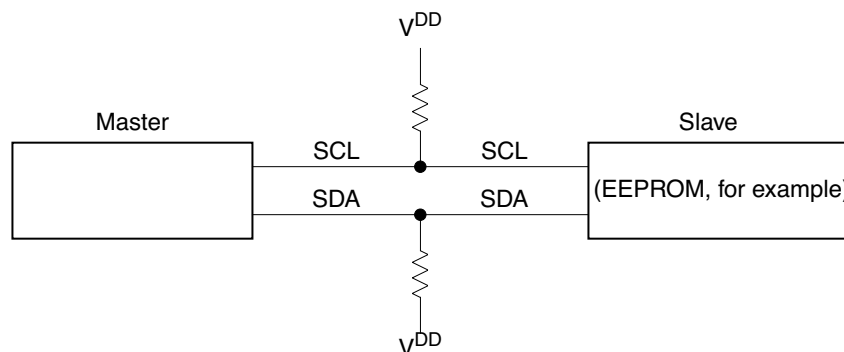 VDD
Master
Slave
SCL
SCL
(EEPROM, for example)
SDA
SDA
VDD